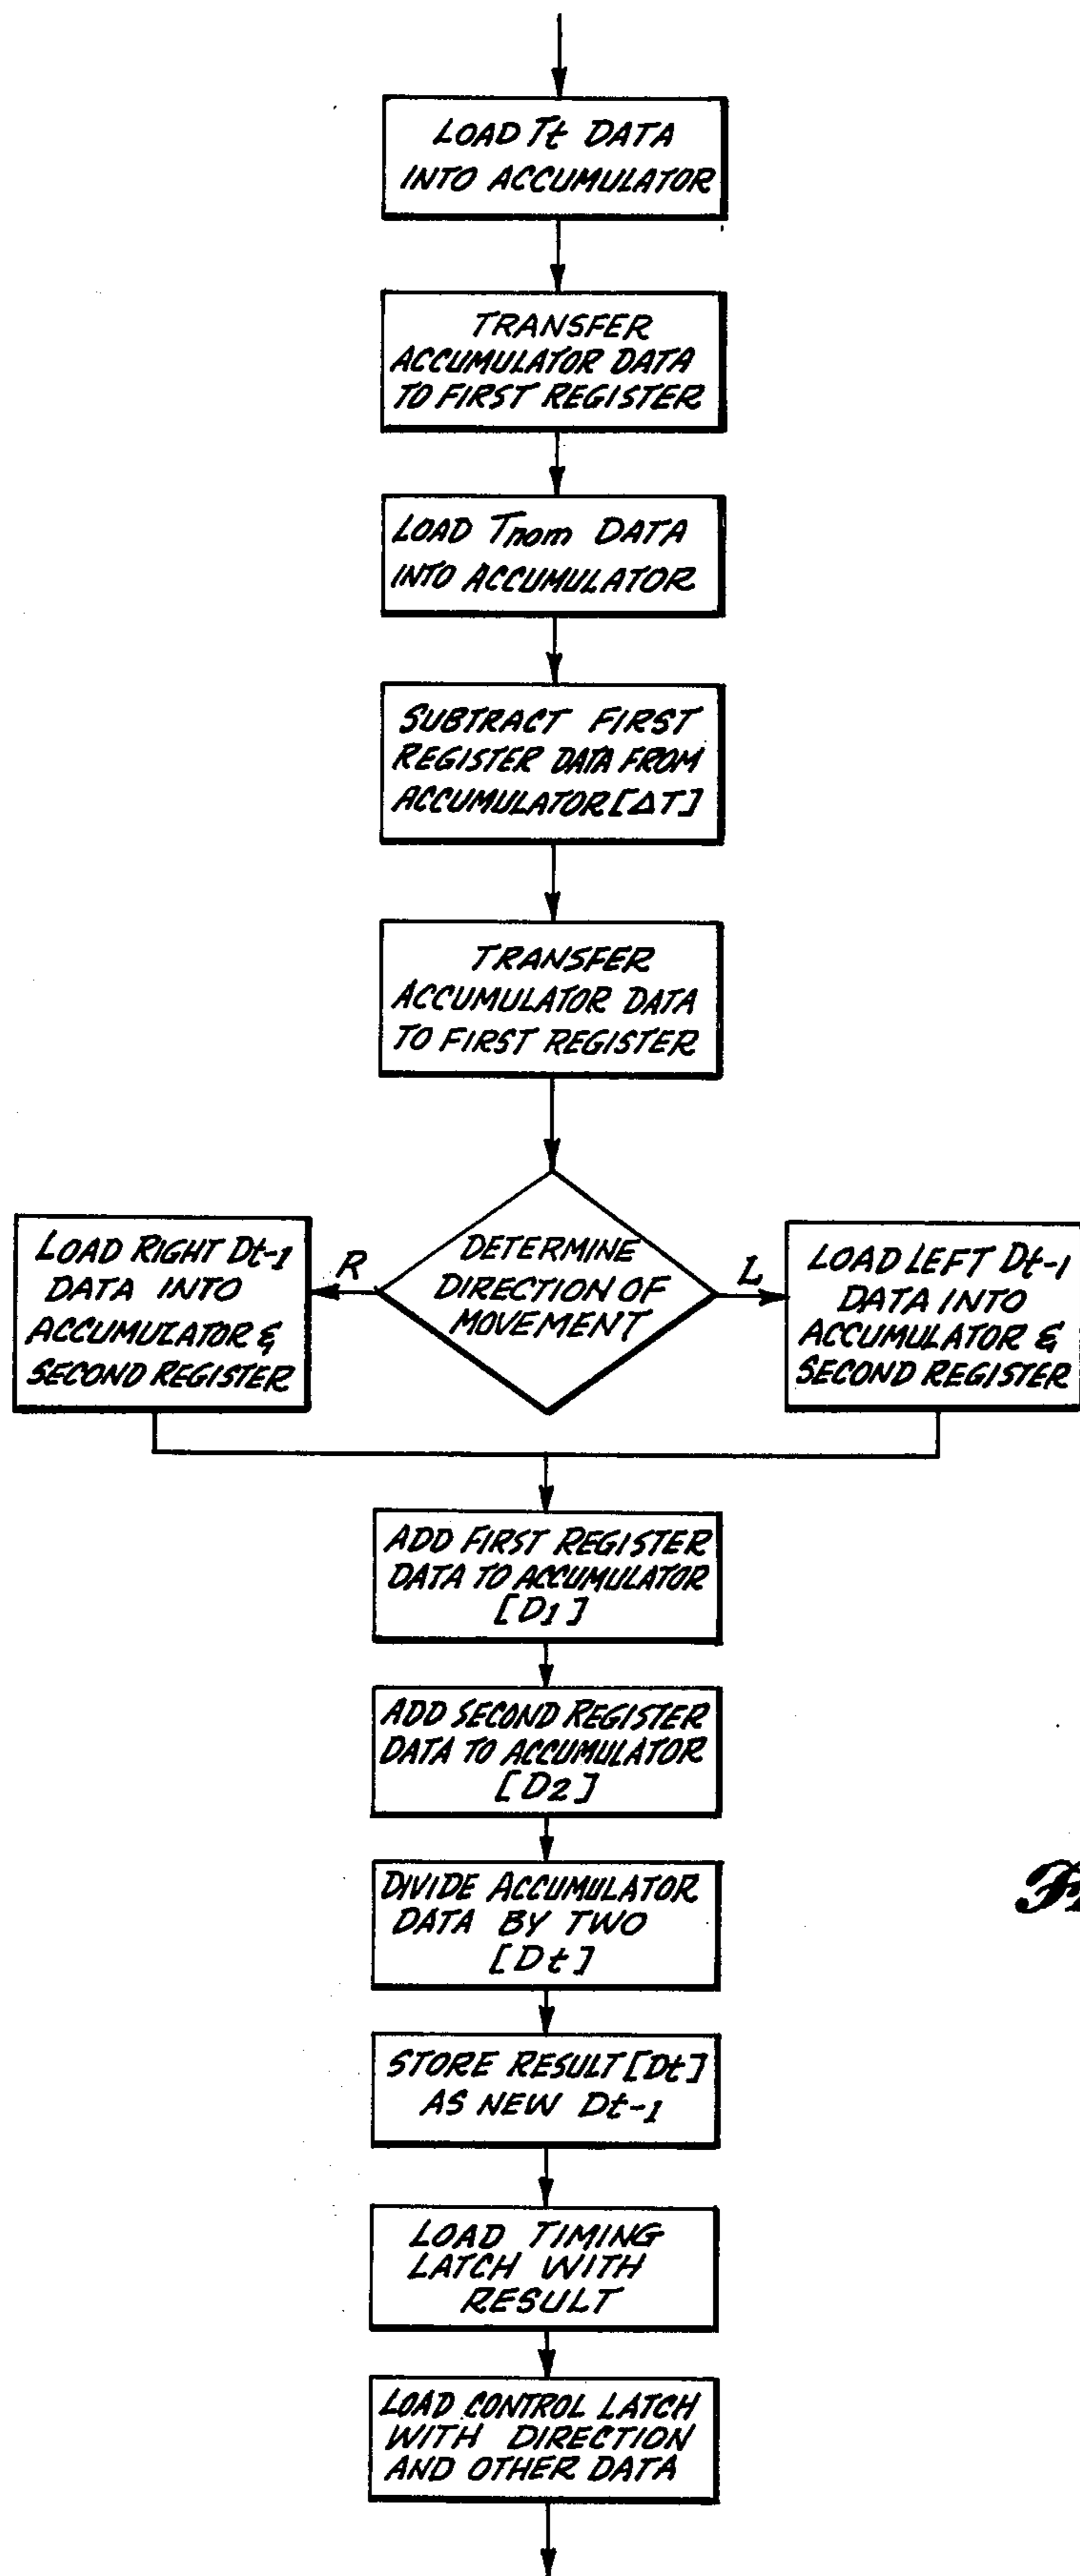 LOAD Tt DATA
INTO ACCUMULATOR
TRANSFER
ACCUMULATOR DATA
TO FIRST REGISTER
LOAD Tnom DATA
INTO ACCUMULATOR
SUBTRACT FIRST
REGISTER DATA FROM
ACCUMULATOR [ΔT]
TRANSFER
ACCUMULATOR DATA
TO FIRST REGISTER
DETERMINE
DIRECTION OF
MOVEMENT
R
L
LOAD RIGHT Dt-1
DATA INTO
ACCUMULATOR &
SECOND REGISTER
LOAD LEFT Dt-1
DATA INTO
ACCUMULATOR &
SECOND REGISTER
ADD FIRST REGISTER
DATA TO ACCUMULATOR
[D1]
ADD SECOND REGISTER
DATA TO ACCUMULATOR
[D2]
DIVIDE ACCUMULATOR
DATA BY TWO
[Dt]
STORE RESULT [Dt]
AS NEW Dt-1
LOAD TIMING
LATCH WITH
RESULT
LOAD CONTROL LATCH
WITH DIRECTION
AND OTHER DATA